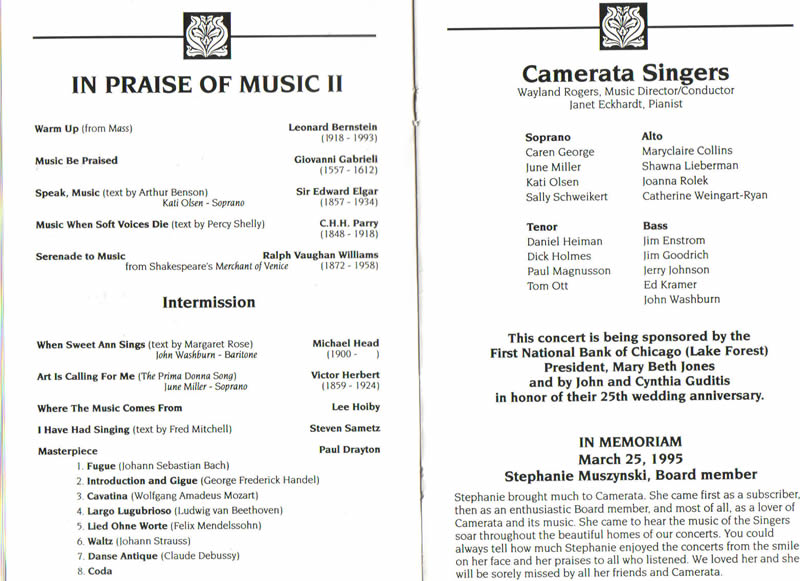 IN PRAISE OF MUSIC II
Warm Up (from Mass) Leonard Bernstein
(1918 - 1993)
Music Be Praised Giovanni Gabrieli
(1557 - 1612)
Speak, Music (text by Arthur Benson) Sir Edward Elgar
Kati Olsen - Soprano (1857 - 1934)
Music When Soft Voices Die (text by Percy Shelly) C.H.H. Parry
(1848 - 1918)
Serenade to Music Ralph Vaughan Williams
from Shakespeare's Merchant of Venice (1872 - 1958)
Intermission
When Sweet Ann Sings (text by Margaret Rose) Michael Head
John Washburn - Baritone (1900 - )
Art Is Calling For Me (The Prima Donna Song) Victor Herbert
June Miller - Soprano (1859 - 1924)
Where The Music Comes From Lee Hoiby
I Have Had Singing (text by Fred Mitchell) Steven Sametz
Masterpiece Paul Drayton
1. Fugue (Johann Sebastian Bach)
2. Introduction and Gigue (George Frederick Handel)
3. Cavatina (Wolfgang Amadeus Mozart)
4. Largo Lugubrioso (Ludwig van Beethoven)
5. Lied Ohne Worte (Felix Mendelssohn)
6. Waltz (Johann Strauss)
7. Danse Antique (Claude Debussy)
8. Coda
Camerata Singers
Wayland Rogers, Music Director/Conductor
Janet Eckhardt, Pianist
Soprano Alto
Caren George Maryclaire Collins
June Miller Shawna Lieberman
Kati Olsen Joanna Rolek
Sally Schweikert Catherine Weingart-Ryan
Tenor Bass
Daniel Heiman Jim Enstrom
Dick Holmes Jim Goodrich
Paul Magnusson Jerry Johnson
Tom Ott Ed Kramer
John Washburn
This concert is being sponsored by the
First National Bank of Chicago (Lake Forest)
President, Mary Beth Jones
and by John and Cynthia Guditis
in honor of their 25th wedding anniversary.
IN MEMORIAM
March 25, 1995
Stephanie Muszynski, Board member
Stephanie brought much to Camerata. She came first as a subscriber,
then as an enthusiastic Board member, and most of all, as a lover of
Camerata and its music. She came to hear the music of the Singers
soar throughout the beautiful homes of our concerts. You could
always tell how much Stephanie enjoyed the concerts from the smile
on her face and her praises to all who listened. We loved her and she
will be sorely missed by all her friends and Camerata.